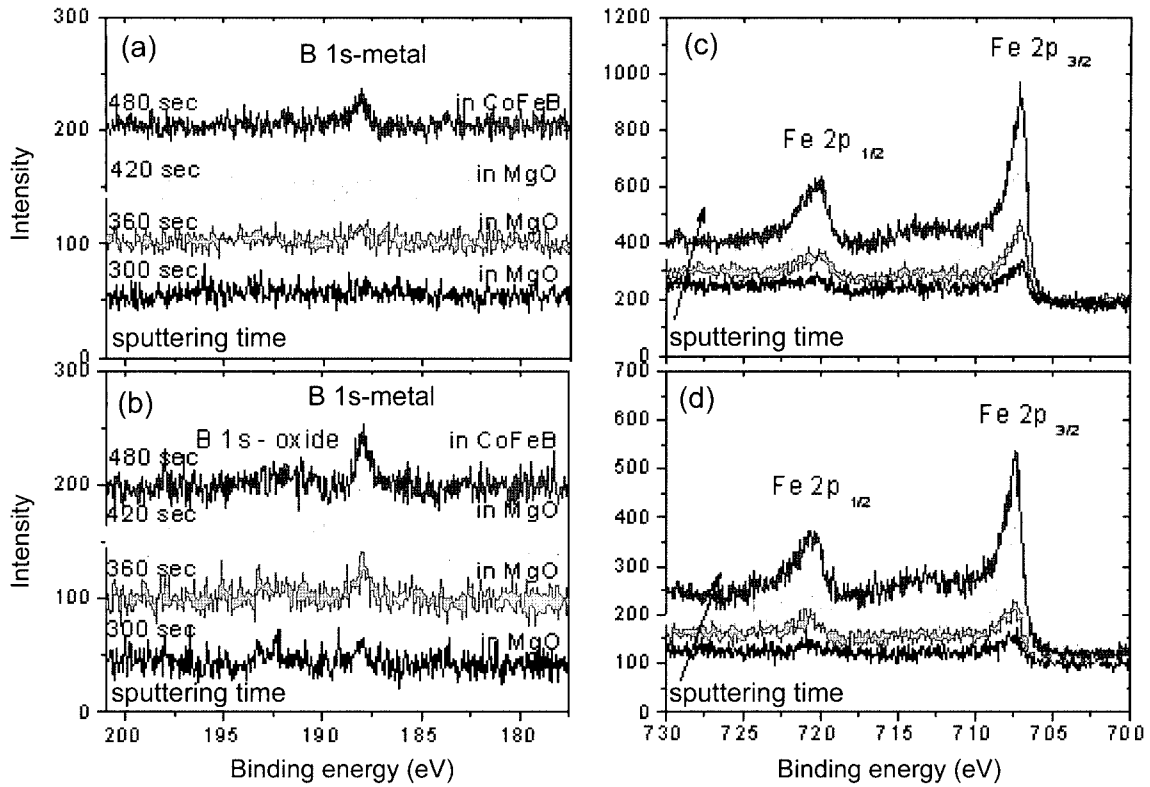 (a)
B 1s-metal
480 sec
in CoFeB
420 sec
in MgO
360 sec
in MgO
300 sec
in MgO
sputtering time
300
200
100
0
Intensity
(c)
Fe 2p 3/2
Fe 2p 1/2
sputtering time
1200
1000
800
600
400
200
0
(b)
B 1s-metal
B 1s - oxide
480 sec
in CoFeB
420 sec
in MgO
360 sec
in MgO
300 sec
in MgO
sputtering time
300
200
100
0
Intensity
200 195 190 185 180
Binding energy (eV)
(d)
Fe 2p 3/2
Fe 2p 1/2
sputtering time
700
600
500
400
300
200
100
0
730 725 720 715 710 705 700
Binding energy (eV)